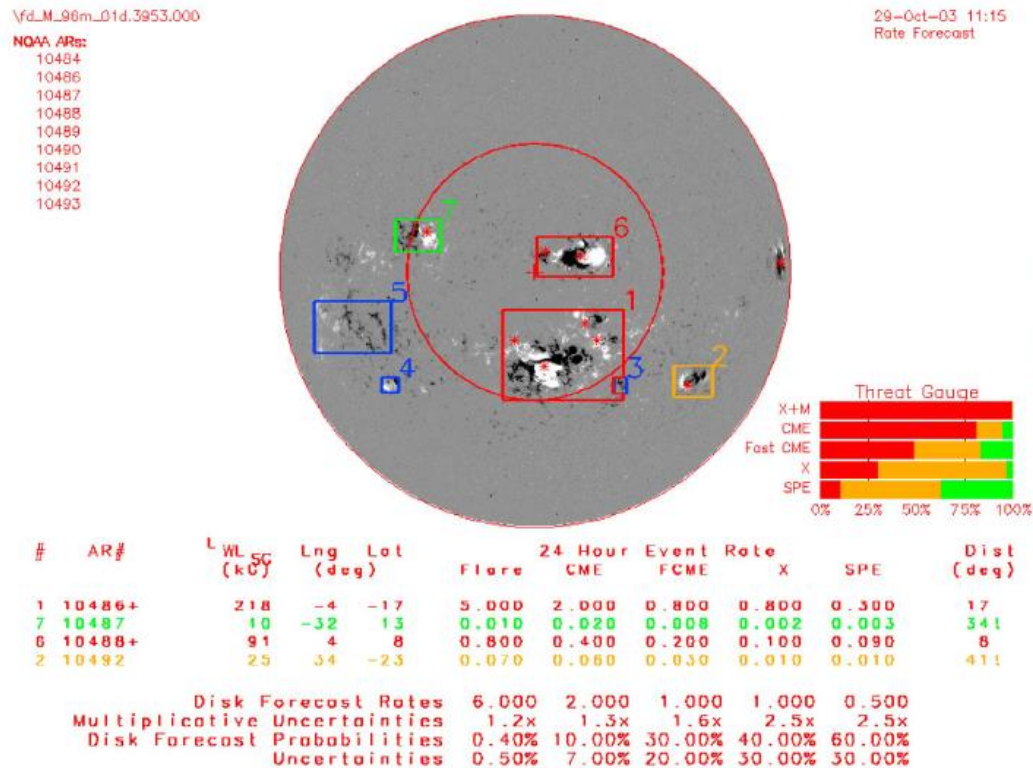 \fd_M_96m_01d.3953.000
29-Oct-03 11:15
Rate Forecast
NOAA ARs:
10484
10486
10487
10488
10489
10490
10491
10492
10493
7
6
5
1
4
3
2
Threat Gauge
X+M
CME
Fast CME
X
SPE
0% 25% 50% 75% 100%
# AR# L WL SG Lng Lat 24 Hour Event Rate Dist
(kG) (deg) Flare CME FCME X SPE (deg)
1 10486+ 218 -4 -17 5.000 2.000 0.800 0.800 0.300 17
7 10487 10 -32 13 0.010 0.020 0.008 0.002 0.003 34!
6 10488+ 91 4 8 0.800 0.400 0.200 0.100 0.090 8
2 10492 25 34 -23 0.070 0.060 0.030 0.010 0.010 41!
Disk Forecast Rates 6.000 2.000 1.000 1.000 0.500
Multiplicative Uncertainties 1.2x 1.3x 1.6x 2.5x 2.5x
Disk Forecast Probabilities 0.40% 10.00% 30.00% 40.00% 60.00%
Uncertainties 0.50% 7.00% 20.00% 30.00% 30.00%